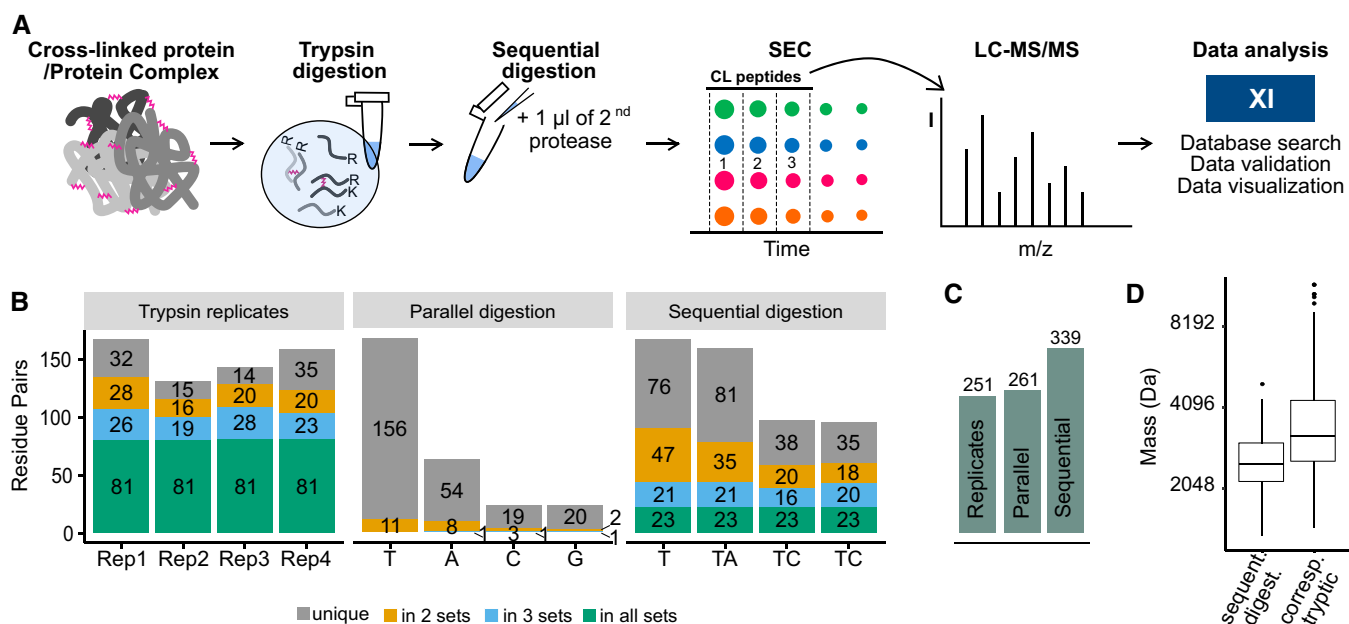 A
Cross-linked protein
/Protein Complex
Trypsin
digestion
R
R
R
R
K
K
Sequential
digestion
+ 1 µl of 2nd
protease
SEC
CL peptides
1 2 3
Time
LC-MS/MS
I
m/z
Data analysis
XI
Database search
Data validation
Data visualization
B
Residue Pairs
150
100
50
0
Trypsin replicates
32 15 14 35
28 16 20 20
26 19 28 23
81 81 81 81
Rep1 Rep2 Rep3 Rep4
Parallel digestion
156 54 19 20 2
11 8 1 3 1 1
T A C G
Sequential digestion
76 81 38 35
47 35 20 18
21 21 16 20
23 23 23 23
T TA TC TC
unique in 2 sets in 3 sets in all sets
C
251 261 339
Replicates
Parallel
Sequential
D
Mass (Da)
8192
4096
2048
sequent.
digest.
corresp.
tryptic